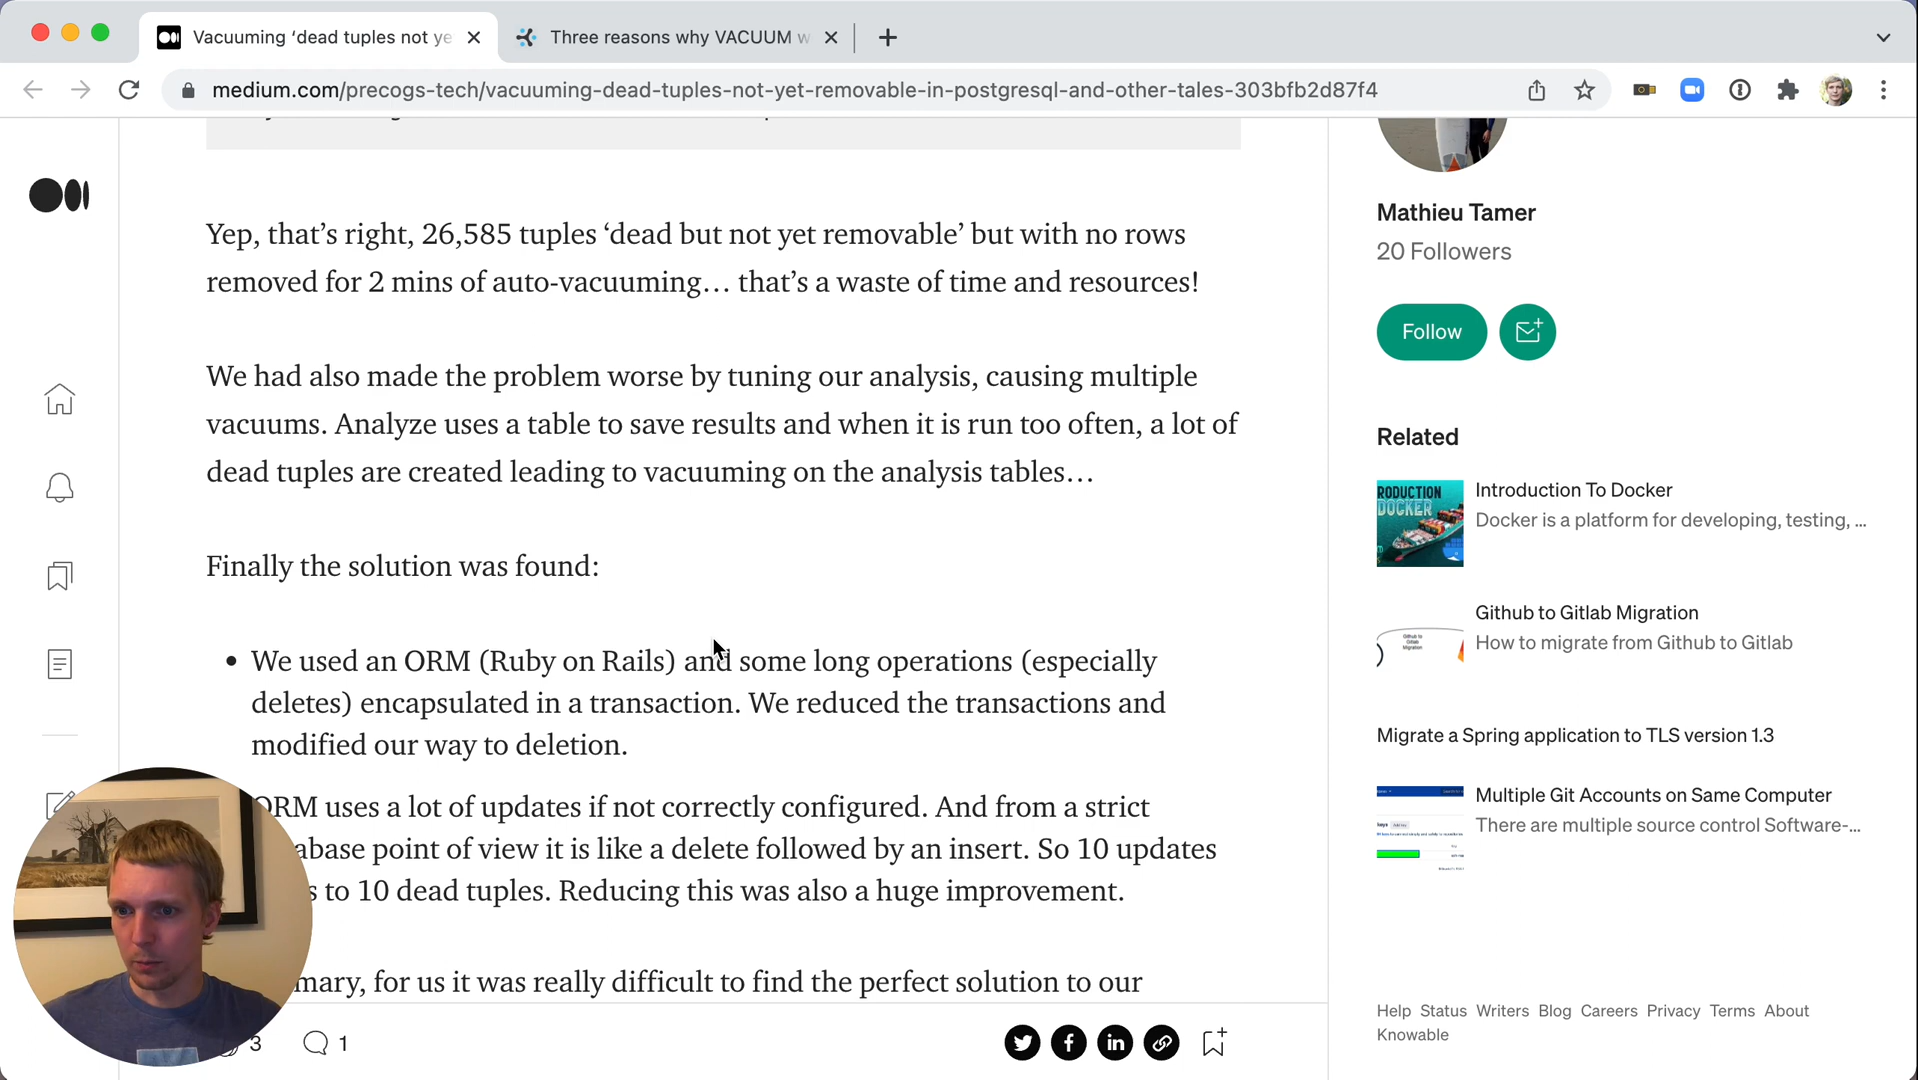 Vacuuming ‘dead tuples not ye
Three reasons why VACUUM w
medium.com/precogs-tech/vacuuming-dead-tuples-not-yet-removable-in-postgresql-and-other-tales-303bfb2d87f4
Yep, that’s right, 26,585 tuples ‘dead but not yet removable’ but with no rows
removed for 2 mins of auto-vacuuming… that’s a waste of time and resources!
We had also made the problem worse by tuning our analysis, causing multiple
vacuums. Analyze uses a table to save results and when it is run too often, a lot of
dead tuples are created leading to vacuuming on the analysis tables…
Finally the solution was found:
• We used an ORM (Ruby on Rails) and some long operations (especially
deletes) encapsulated in a transaction. We reduced the transactions and
modified our way to deletion.
ORM uses a lot of updates if not correctly configured. And from a strict
abase point of view it is like a delete followed by an insert. So 10 updates
s to 10 dead tuples. Reducing this was also a huge improvement.
mary, for us it was really difficult to find the perfect solution to our
3
1
Mathieu Tamer
20 Followers
Follow
Related
RODUCTION
DOCKER
Introduction To Docker
Docker is a platform for developing, testing, ...
Github to
Gitlab
Migration
Github to Gitlab Migration
How to migrate from Github to Gitlab
Migrate a Spring application to TLS version 1.3
Multiple Git Accounts on Same Computer
There are multiple source control Software-...
Help Status Writers Blog Careers Privacy Terms About
Knowable